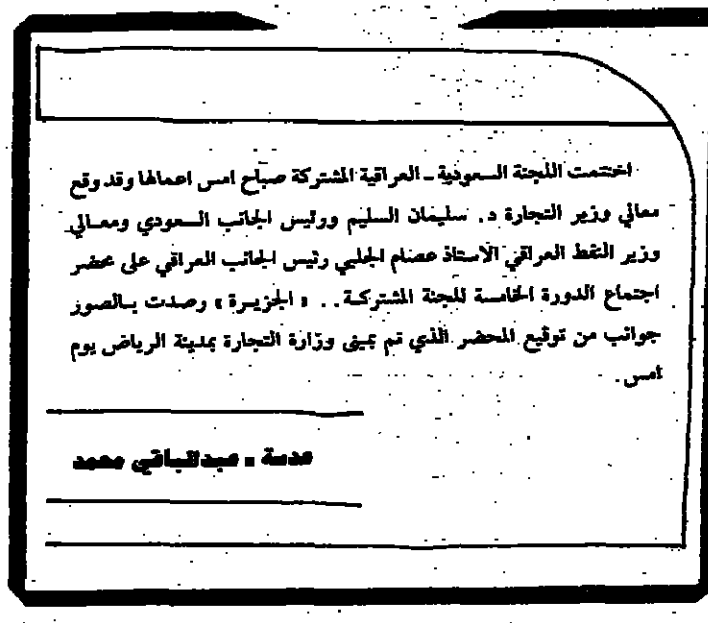 اختتمت اللجنة السعودية ـ العراقية المشتركة صباح امس اعمالها وقد وقع
معالي وزير التجارة د. سليمان السليم ورئيس الجانب السعودي ومعالي
وزير النفط العراقي الاستاذ عصام الجلبي رئيس الجانب العراقي على محضر
اجتماع الدورة الخامسة للجنة المشتركة . . « الجزيرة » رصدت بالصور
جوانب من توقيع المحضر الذي تم بمبنى وزارة التجارة بمدينة الرياض يوم
امس .
عدسة ـ عبدالباقي محمد